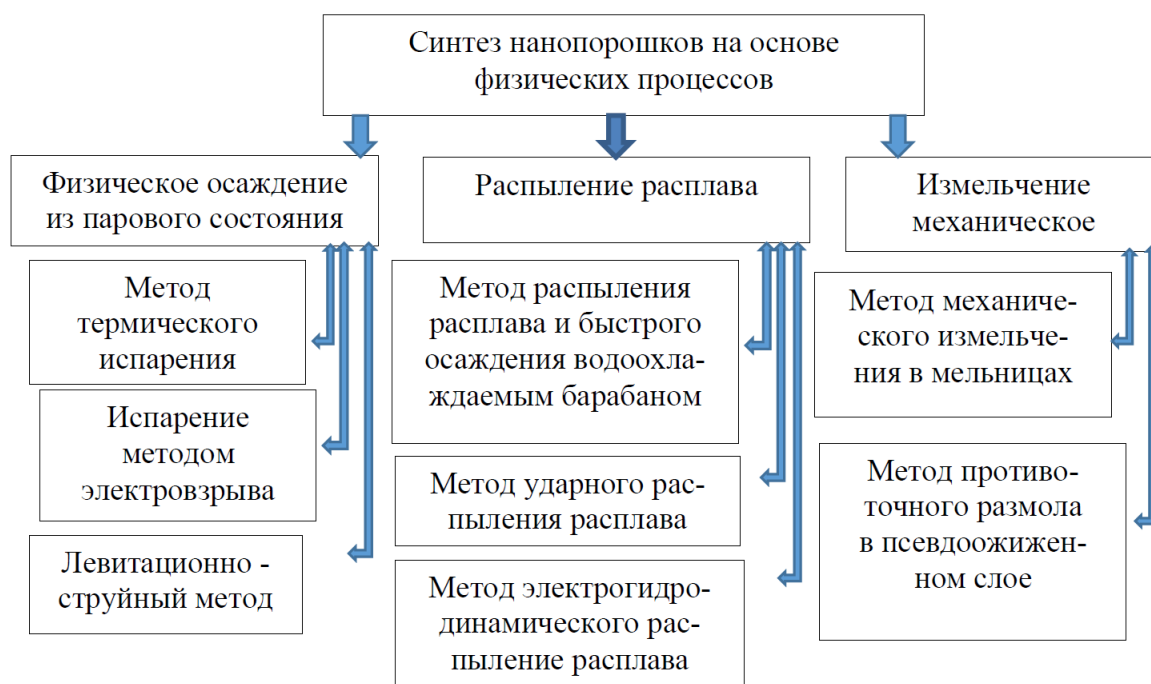 Синтез нанопорошков на основе
физических процессов
Физическое осаждение
из парового состояния
Распыление расплава
Измельчение
механическое
Метод
термического
испарения
Испарение
методом
электровзрыва
Левитационно -
струйный метод
Метод распыления
расплава и быстрого
осаждения водоохла-
ждаемым барабаном
Метод ударного рас-
пыления расплава
Метод электрогидро-
динамического рас-
пыление расплава
Метод механиче-
ского измельче-
ния в мельницах
Метод противо-
точного размола
в псевдоожижен-
ном слое